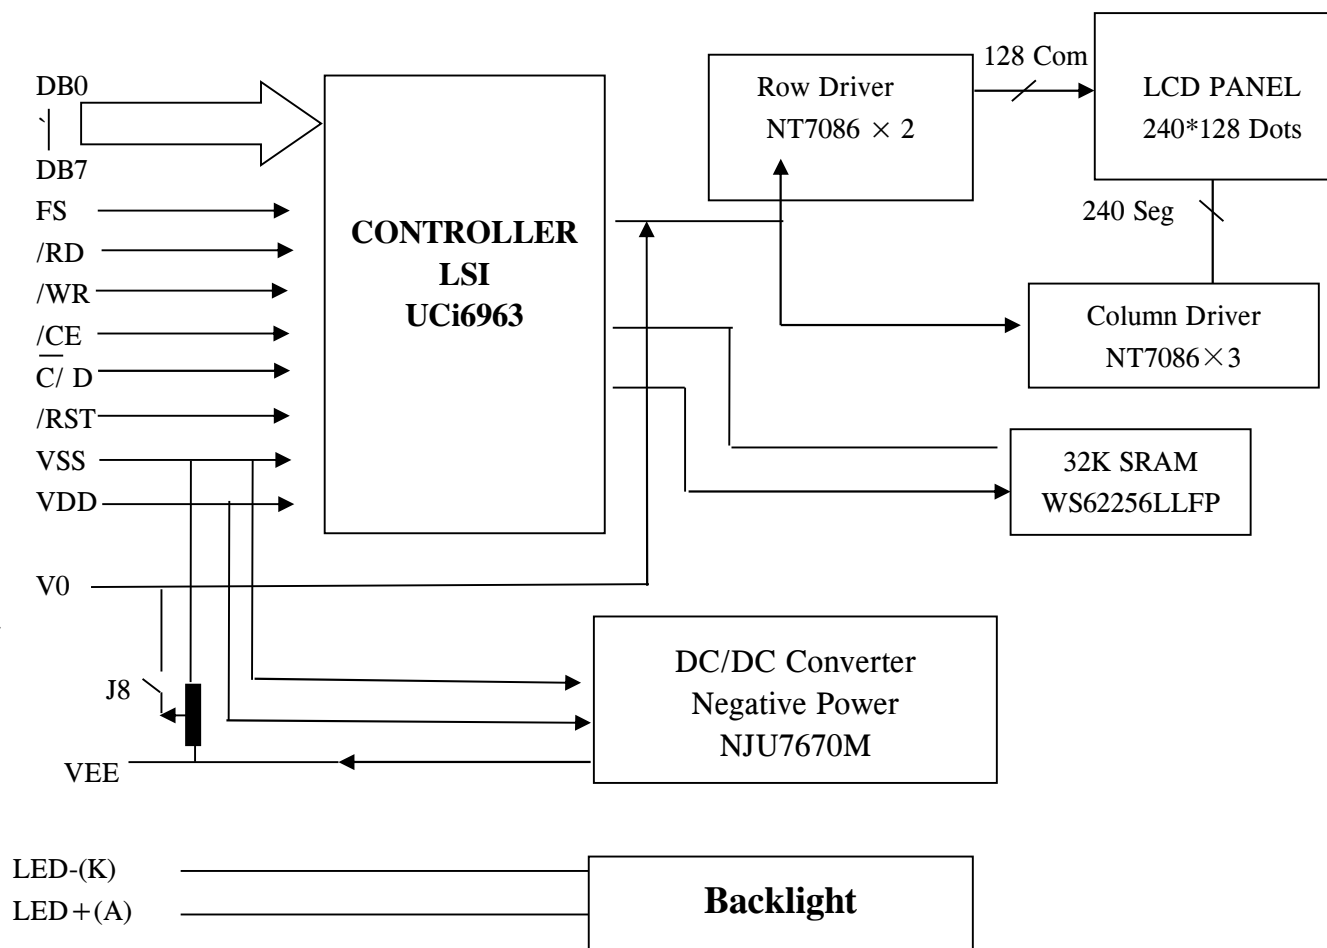 DB0
DB7
FS
/RD
/WR
/CE
C/ D
/RST
VSS
VDD
V0
J8
VEE
CONTROLLER
LSI
UCi6963
Row Driver
NT7086 × 2
128 Com
LCD PANEL
240*128 Dots
240 Seg
Column Driver
NT7086×3
32K SRAM
WS62256LLFP
DC/DC Converter
Negative Power
NJU7670M
LED-(K)
LED+(A)
Backlight